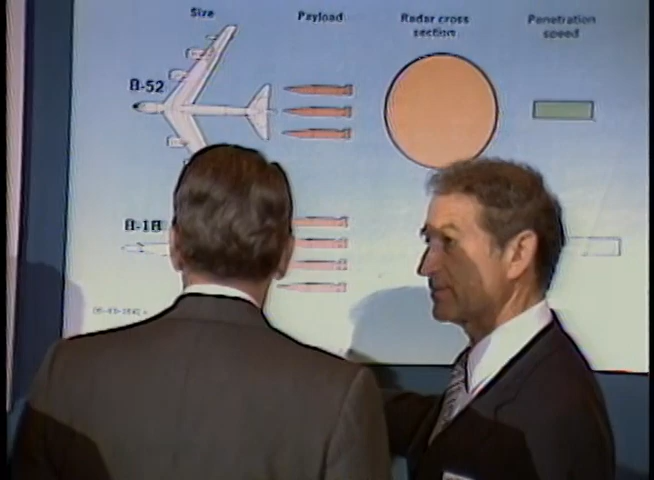 Size
Payload
Radar cross
section
Penetration
speed
B-52
B-1B